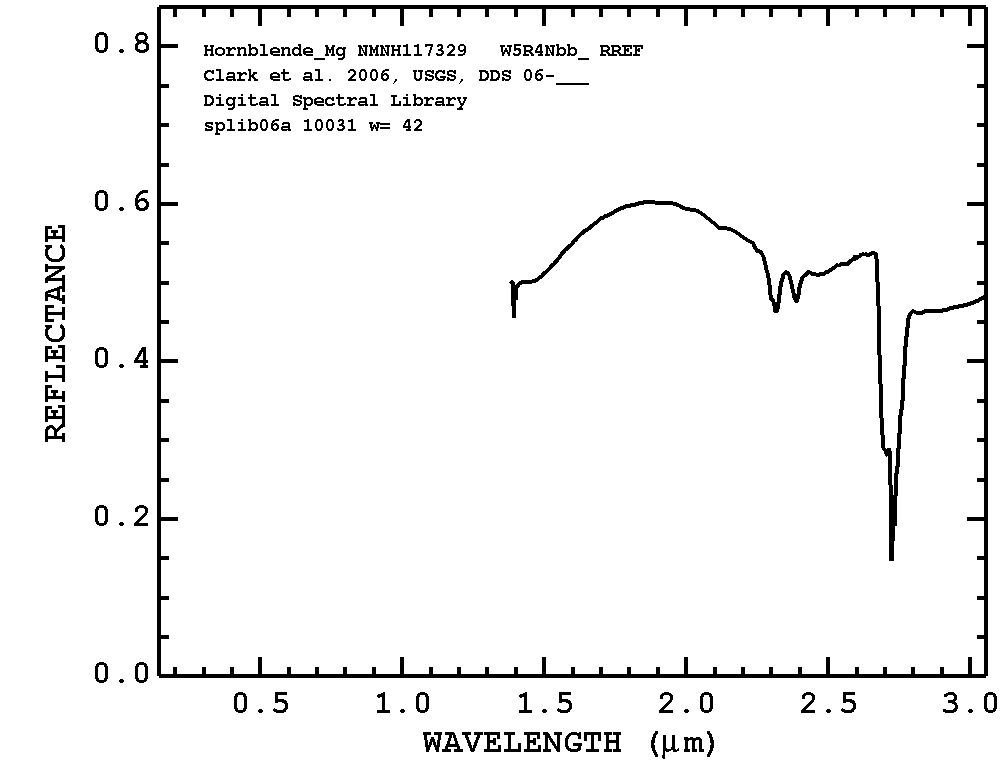 Hornblende_Mg NMNH117329 W5R4Nbb_ RREF
Clark et al. 2006, USGS, DDS 06-___
Digital Spectral Library
splib06a 10031 w= 42
0.8
0.6
0.4
0.2
0.0
REFLECTANCE
0.5 1.0 1.5 2.0 2.5 3.0
WAVELENGTH (μm)